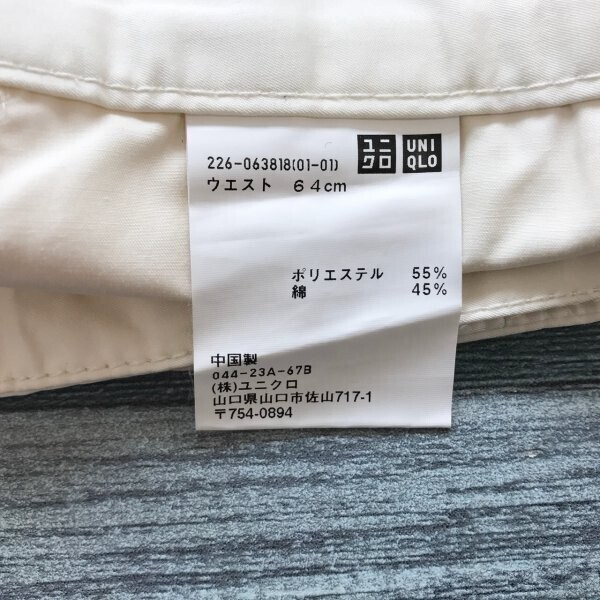 ユニクロ UNIQLO
226-063818(01-01)
ウエスト 64cm
ポリエステル 55%
綿 45%
中国製
044-23A-67B
(株)ユニクロ
山口県山口市佐山717-1
〒754-0894